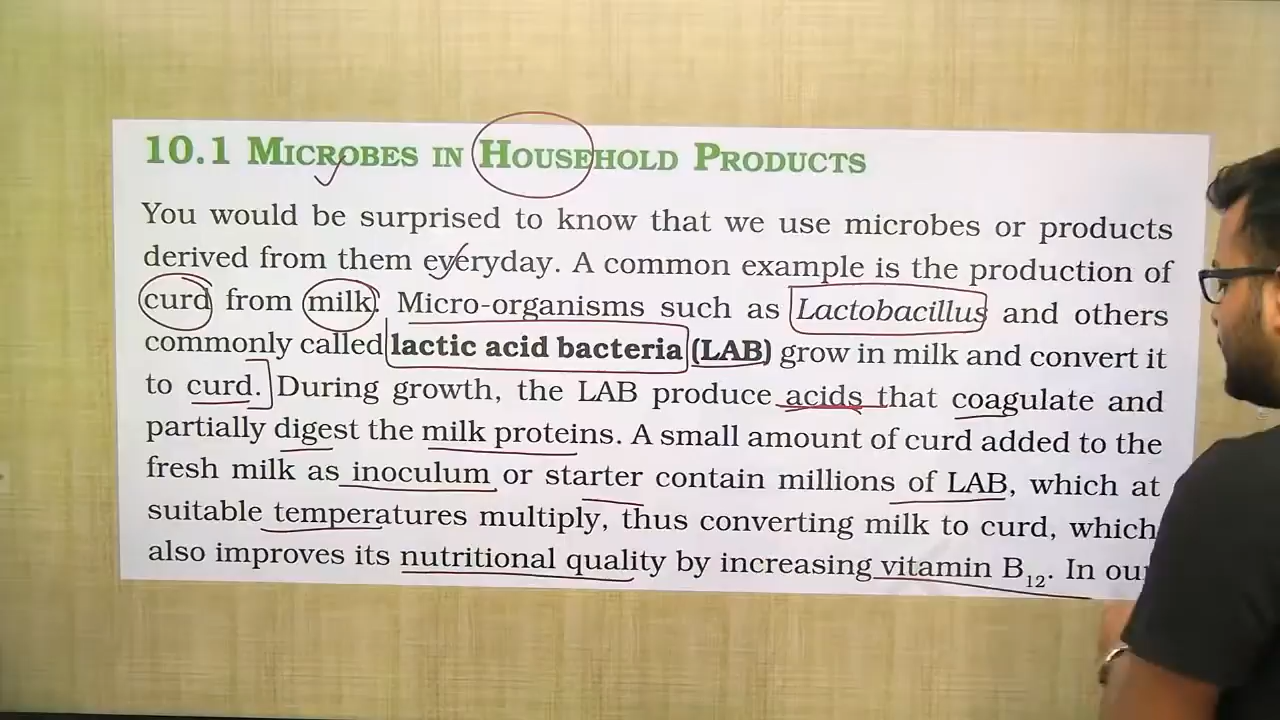 10.1 MICROBES IN HOUSEHOLD PRODUCTS
You would be surprised to know that we use microbes or products
derived from them everyday. A common example is the production of
curd from milk. Micro-organisms such as Lactobacillus and others
commonly called lactic acid bacteria (LAB) grow in milk and convert it
to curd. During growth, the LAB produce acids that coagulate and
partially digest the milk proteins. A small amount of curd added to the
fresh milk as inoculum or starter contain millions of LAB, which at
suitable temperatures multiply, thus converting milk to curd, which
also improves its nutritional quality by increasing vitamin B₁₂. In our